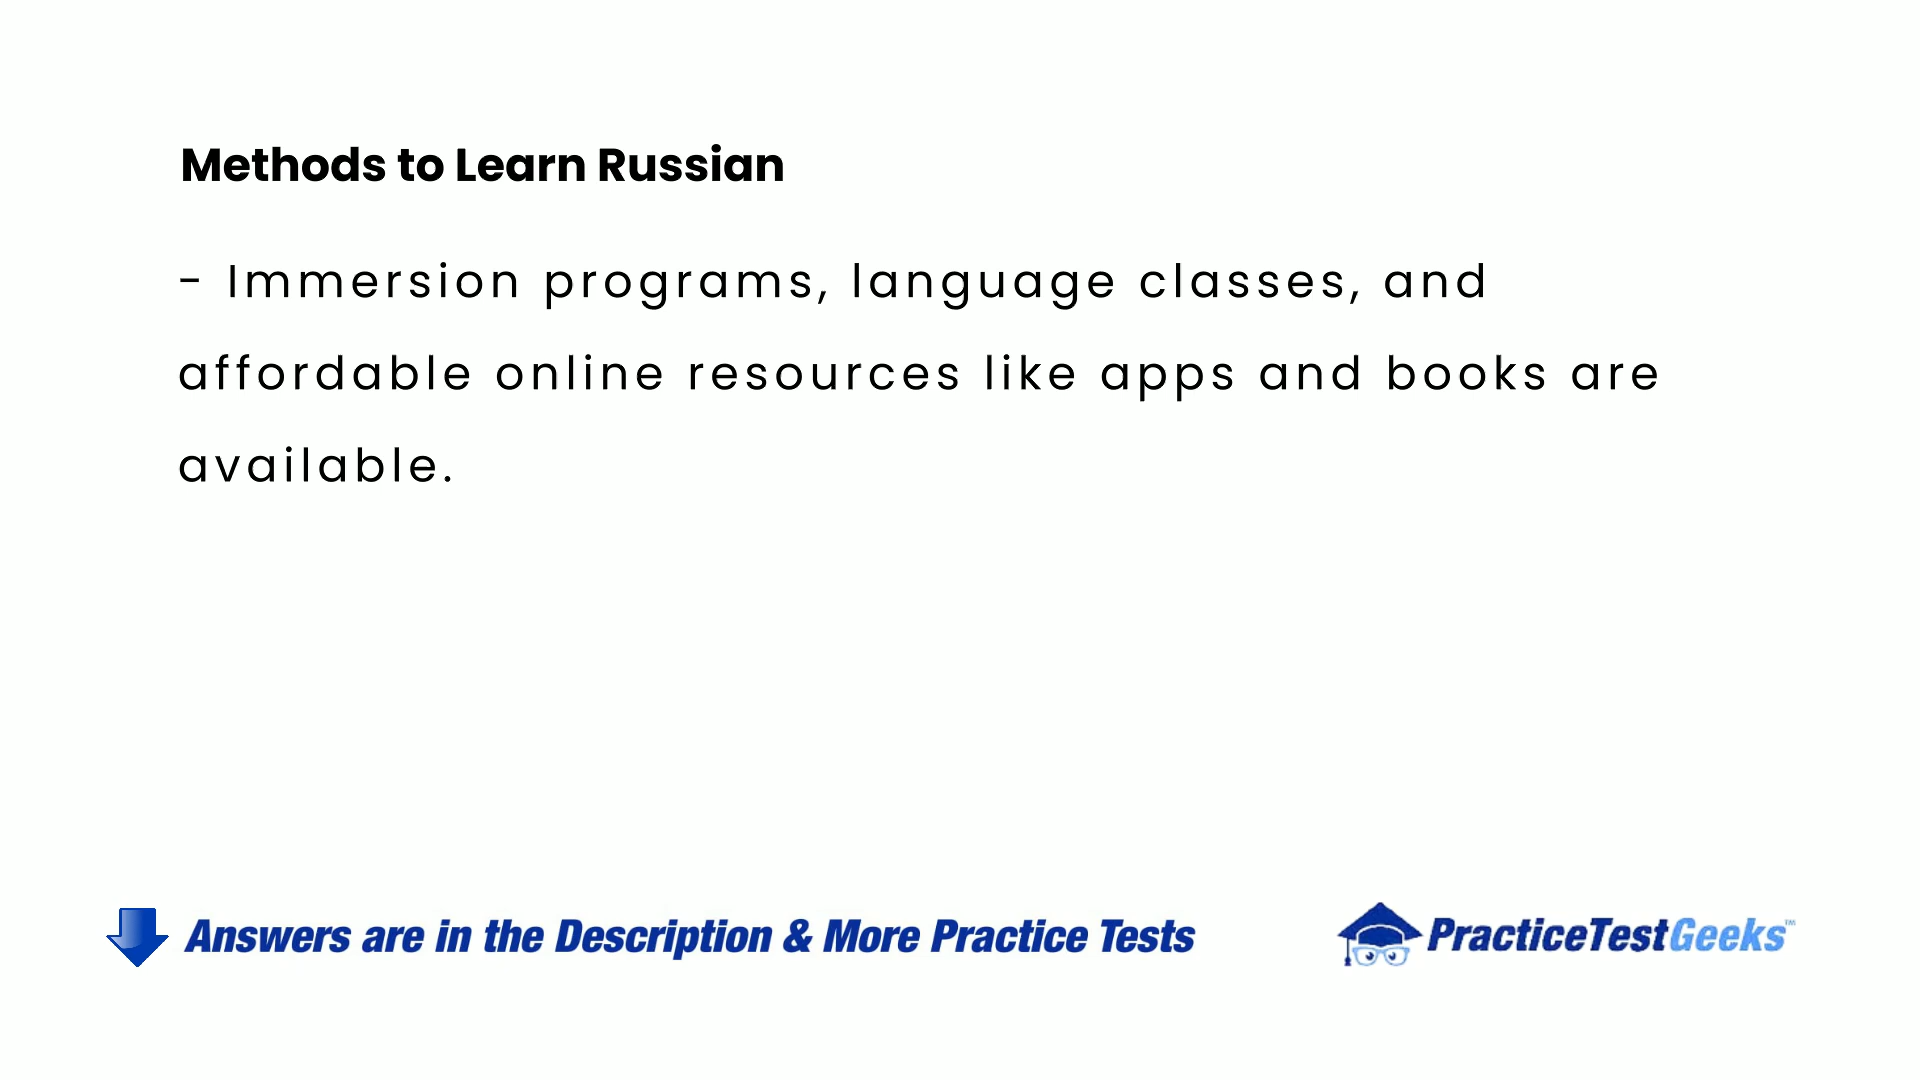 Methods to Learn Russian
- Immersion programs, language classes, and
affordable online resources like apps and books are
available.
Answers are in the Description & More Practice Tests
PracticeTestGeeks™